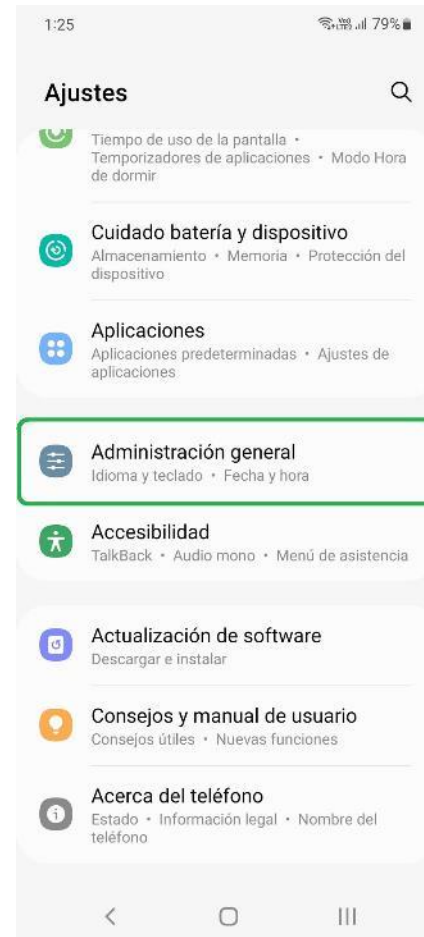 1:25
79%
Ajustes
Tiempo de uso de la pantalla •
Temporizadores de aplicaciones • Modo Hora
de dormir
Cuidado batería y dispositivo
Almacenamiento • Memoria • Protección del
dispositivo
Aplicaciones
Aplicaciones predeterminadas • Ajustes de
aplicaciones
Administración general
Idioma y teclado • Fecha y hora
Accesibilidad
TalkBack • Audio mono • Menú de asistencia
Actualización de software
Descargar e instalar
Consejos y manual de usuario
Consejos útiles • Nuevas funciones
Acerca del teléfono
Estado • Información legal • Nombre del
teléfono